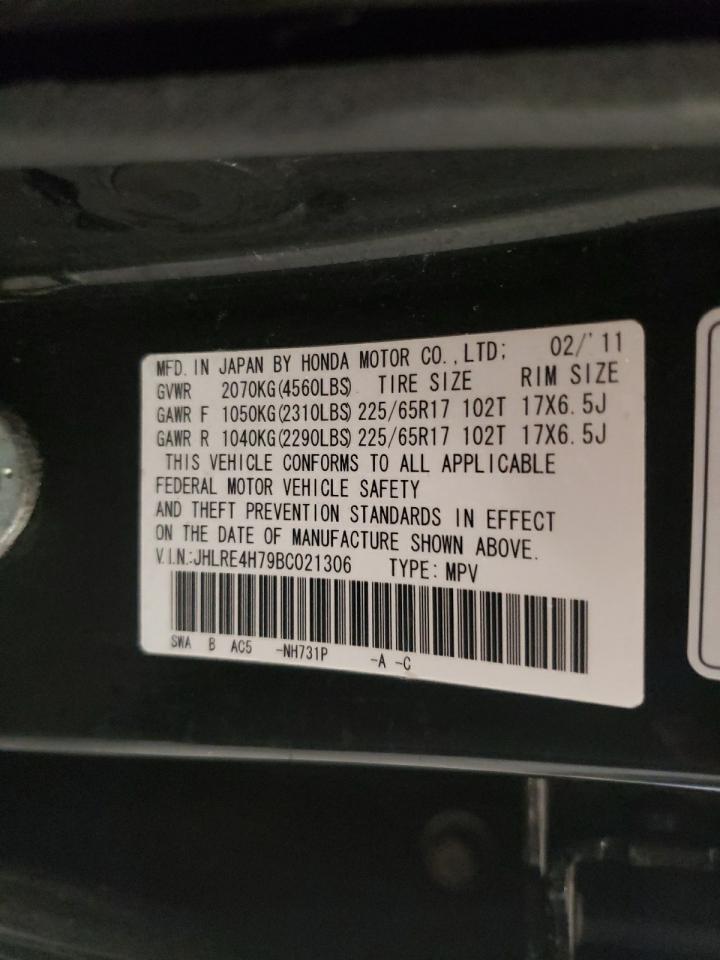 MFD. IN JAPAN BY HONDA MOTOR CO., LTD; 02/'11
GVWR 2070KG(4560LBS) TIRE SIZE RIM SIZE
GAWR F 1050KG(2310LBS) 225/65R17 102T 17X6.5J
GAWR R 1040KG(2290LBS) 225/65R17 102T 17X6.5J
THIS VEHICLE CONFORMS TO ALL APPLICABLE
FEDERAL MOTOR VEHICLE SAFETY
AND THEFT PREVENTION STANDARDS IN EFFECT
ON THE DATE OF MANUFACTURE SHOWN ABOVE.
V.I.N.:JHLRE4H79BC021306 TYPE: MPV
SWA B AC5 -NH731P -A -C